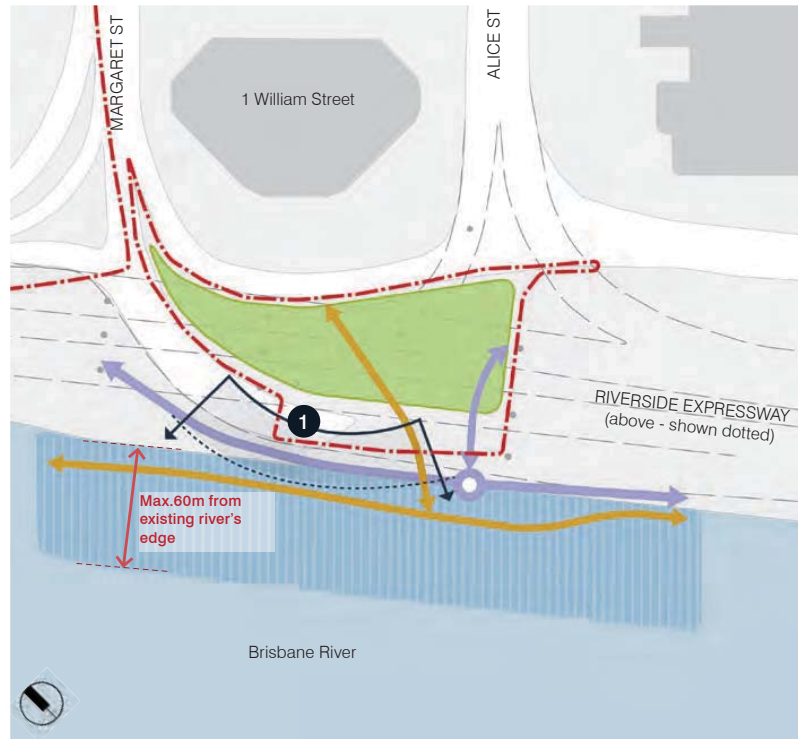 MARGARET ST
ALICE ST
1 William Street
1
RIVERSIDE EXPRESSWAY
(above - shown dotted)
Max.60m from
existing river's
edge
Brisbane River